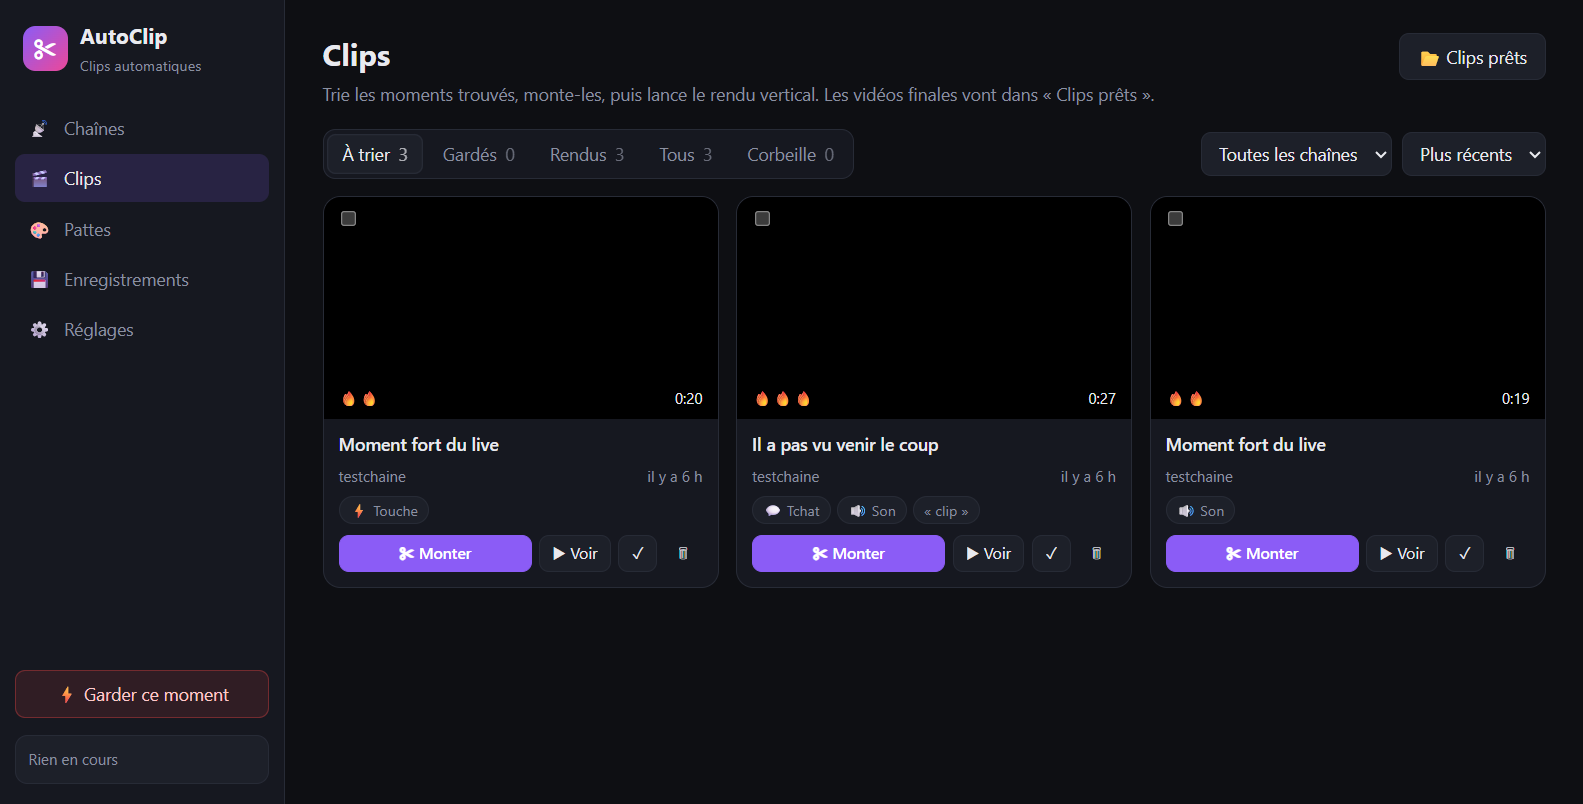 AutoClip
Clips automatiques
Chaînes
Clips
Pattes
Enregistrements
Réglages
Garder ce moment
Rien en cours
Clips
Clips prêts
Trie les moments trouvés, monte-les, puis lance le rendu vertical. Les vidéos finales vont dans « Clips prêts ».
À trier 3 Gardés 0 Rendus 3 Tous 3 Corbeille 0
Toutes les chaînes Plus récents
0:20
Moment fort du live
testchaine il y a 6 h
Touche
Monter Voir
0:27
Il a pas vu venir le coup
testchaine il y a 6 h
Tchat Son « clip »
Monter Voir
0:19
Moment fort du live
testchaine il y a 6 h
Son
Monter Voir